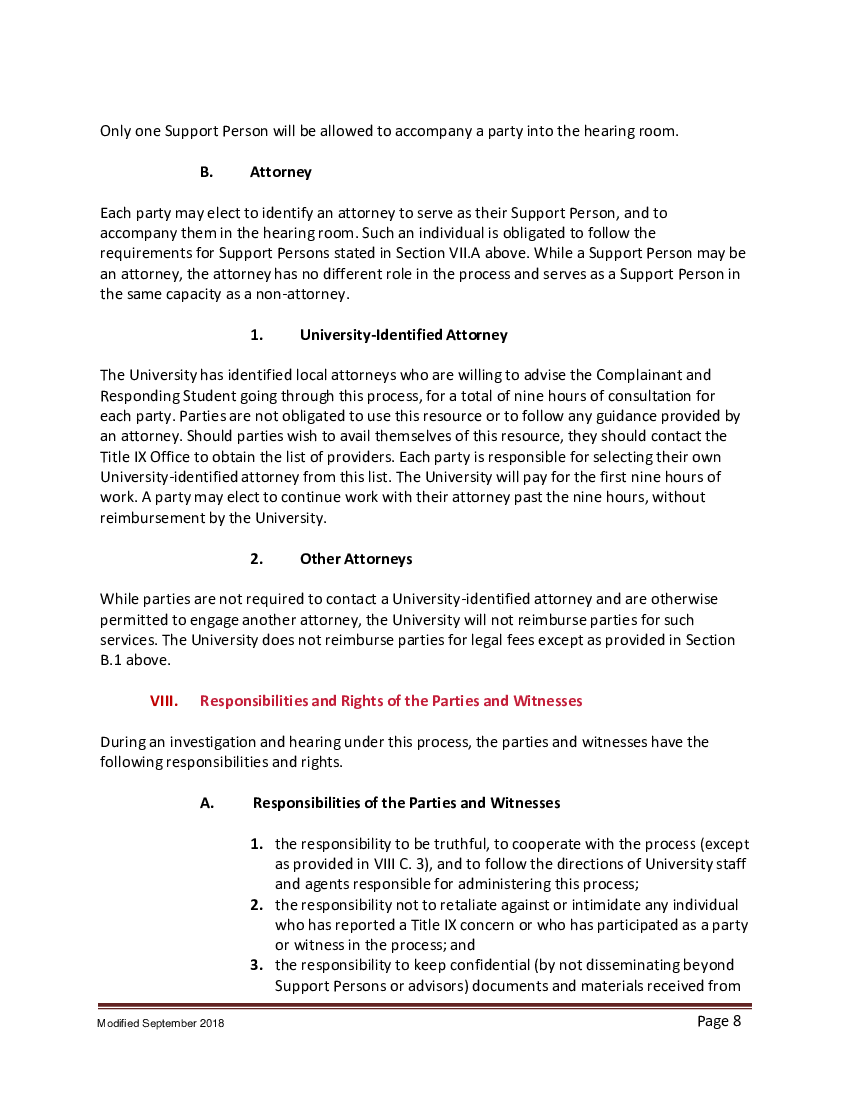 Only one Support Person will be allowed to accompany a party into the hearing room.
B. Attorney
Each party may elect to identify an attorney to serve as their Support Person, and to
accompany them in the hearing room. Such an individual is obligated to follow the
requirements for Support Persons stated in Section VII.A above. While a Support Person may be
an attorney, the attorney has no different role in the process and serves as a Support Person in
the same capacity as a non-attorney.
1. University-Identified Attorney
The University has identified local attorneys who are willing to advise the Complainant and
Responding Student going through this process, for a total of nine hours of consultation for
each party. Parties are not obligated to use this resource or to follow any guidance provided by
an attorney. Should parties wish to avail themselves of this resource, they should contact the
Title IX Office to obtain the list of providers. Each party is responsible for selecting their own
University-identified attorney from this list. The University will pay for the first nine hours of
work. A party may elect to continue work with their attorney past the nine hours, without
reimbursement by the University.
2. Other Attorneys
While parties are not required to contact a University-identified attorney and are otherwise
permitted to engage another attorney, the University will not reimburse parties for such
services. The University does not reimburse parties for legal fees except as provided in Section
B.1 above.
VIII. Responsibilities and Rights of the Parties and Witnesses
During an investigation and hearing under this process, the parties and witnesses have the
following responsibilities and rights.
A. Responsibilities of the Parties and Witnesses
1. the responsibility to be truthful, to cooperate with the process (except
as provided in VIII C. 3), and to follow the directions of University staff
and agents responsible for administering this process;
2. the responsibility not to retaliate against or intimidate any individual
who has reported a Title IX concern or who has participated as a party
or witness in the process; and
3. the responsibility to keep confidential (by not disseminating beyond
Support Persons or advisors) documents and materials received from
Modified September 2018 Page 8